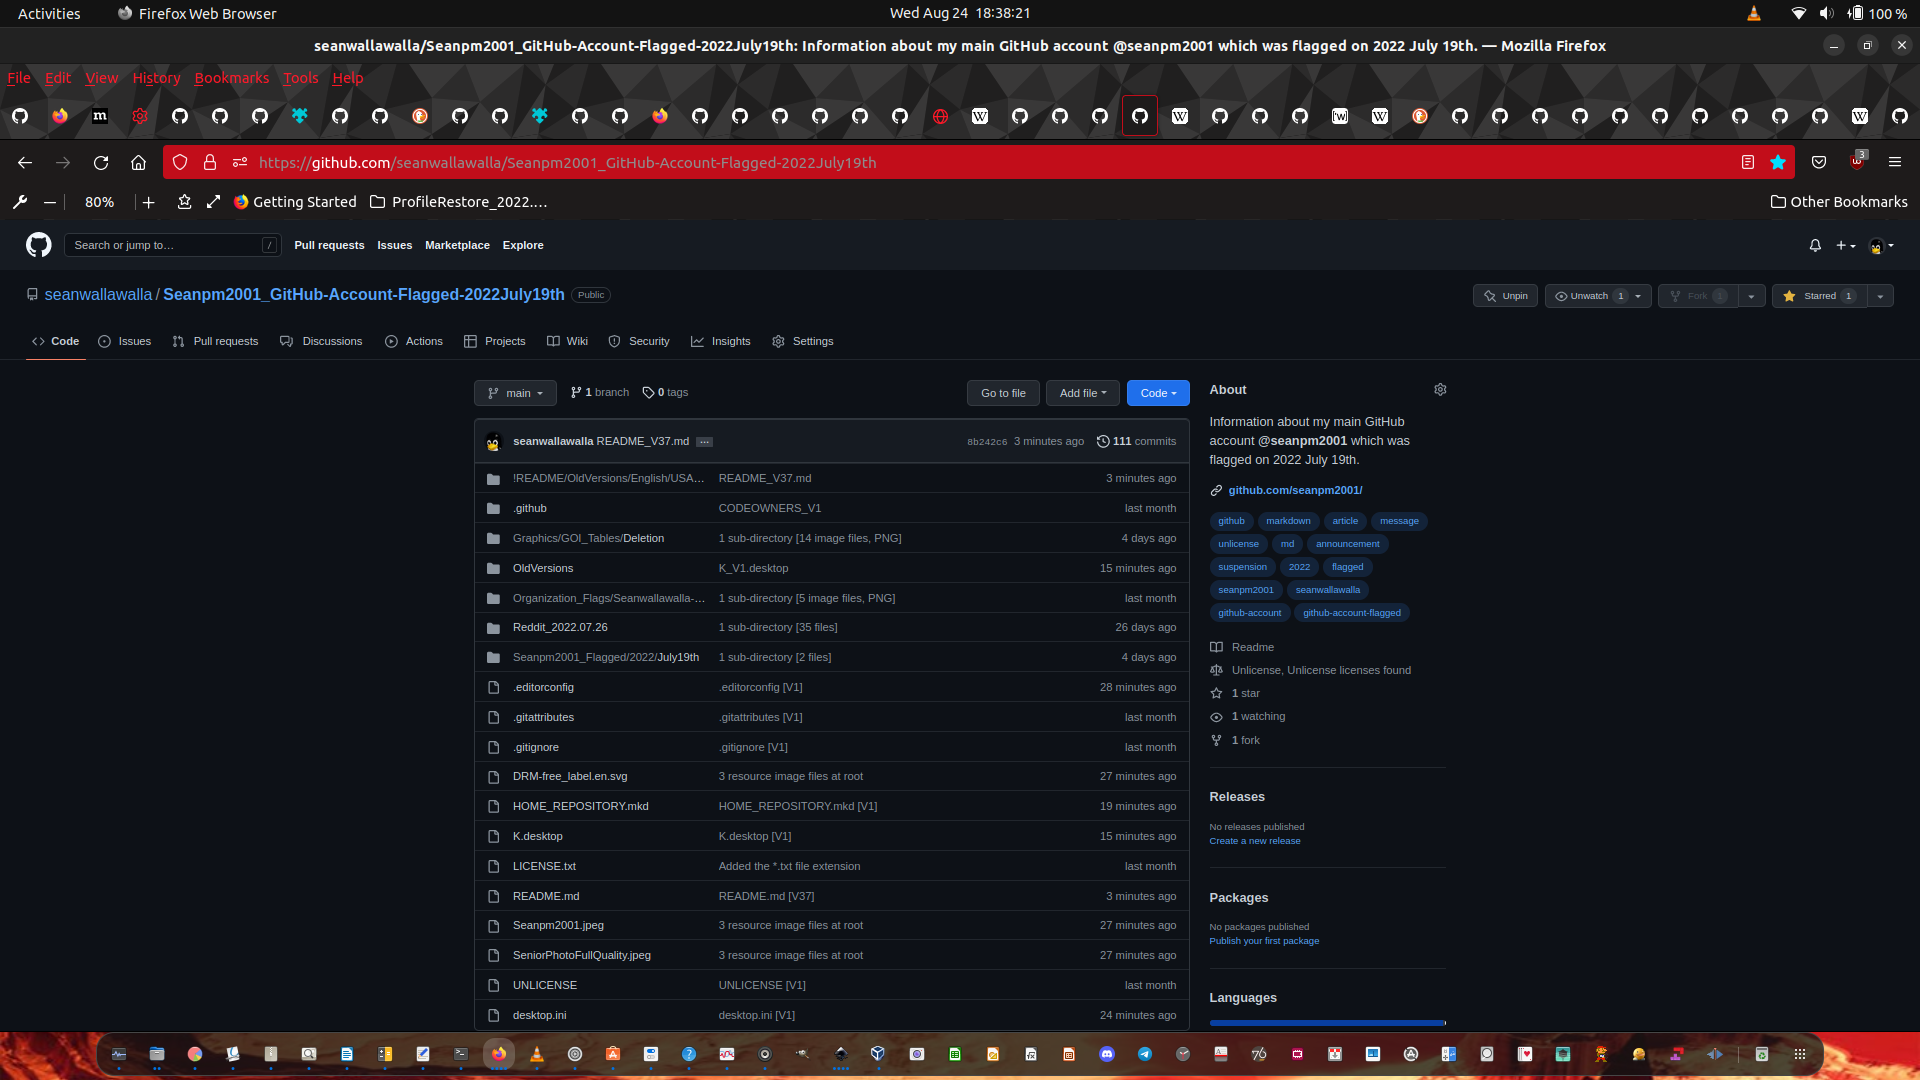 Activities Firefox Web Browser Wed Aug 24 18:38:21 100 %
seanwallawalla/Seanpm2001_GitHub-Account-Flagged-2022July19th: Information about my main GitHub account @seanpm2001 which was flagged on 2022 July 19th. — Mozilla Firefox
File Edit View History Bookmarks Tools Help
https://github.com/seanwallawalla/Seanpm2001_GitHub-Account-Flagged-2022July19th 3
80% Getting Started ProfileRestore_2022.… Other Bookmarks
Search or jump to… / Pull requests Issues Marketplace Explore
seanwallawalla / Seanpm2001_GitHub-Account-Flagged-2022July19th Public Unpin Unwatch 1 Fork 1 Starred 1
Code Issues Pull requests Discussions Actions Projects Wiki Security Insights Settings
main 1 branch 0 tags Go to file Add file Code
seanwallawalla README_V37.md ... 8b242c6 3 minutes ago 111 commits
!README/OldVersions/English/USA… README_V37.md 3 minutes ago
.github CODEOWNERS_V1 last month
Graphics/GOI_Tables/Deletion 1 sub-directory [14 image files, PNG] 4 days ago
OldVersions K_V1.desktop 15 minutes ago
Organization_Flags/Seanwallawalla-… 1 sub-directory [5 image files, PNG] last month
Reddit_2022.07.26 1 sub-directory [35 files] 26 days ago
Seanpm2001_Flagged/2022/July19th 1 sub-directory [2 files] 4 days ago
.editorconfig .editorconfig [V1] 28 minutes ago
.gitattributes .gitattributes [V1] last month
.gitignore .gitignore [V1] last month
DRM-free_label.en.svg 3 resource image files at root 27 minutes ago
HOME_REPOSITORY.mkd HOME_REPOSITORY.mkd [V1] 19 minutes ago
K.desktop K.desktop [V1] 15 minutes ago
LICENSE.txt Added the *.txt file extension last month
README.md README.md [V37] 3 minutes ago
Seanpm2001.jpeg 3 resource image files at root 27 minutes ago
SeniorPhotoFullQuality.jpeg 3 resource image files at root 27 minutes ago
UNLICENSE UNLICENSE [V1] last month
desktop.ini desktop.ini [V1] 24 minutes ago
About
Information about my main GitHub
account @seanpm2001 which was
flagged on 2022 July 19th.
github.com/seanpm2001/
github markdown article message
unlicense md announcement
suspension 2022 flagged
seanpm2001 seanwallawalla
github-account github-account-flagged
Readme
Unlicense, Unlicense licenses found
1 star
1 watching
1 fork
Releases
No releases published
Create a new release
Packages
No packages published
Publish your first package
Languages